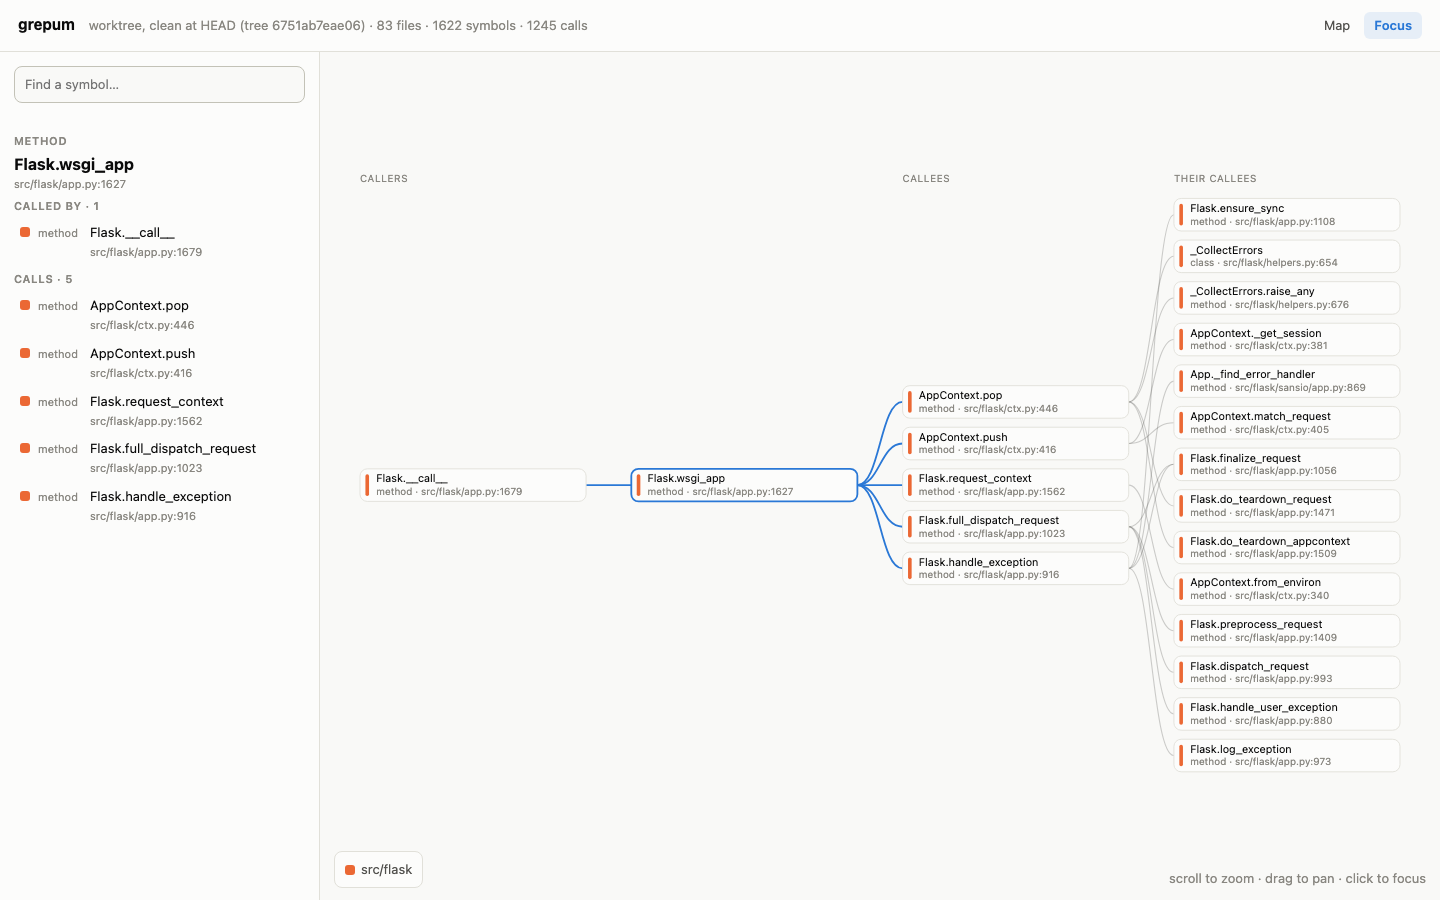 grepum worktree, clean at HEAD (tree 6751ab7eae06) · 83 files · 1622 symbols · 1245 calls Map Focus
Find a symbol...
METHOD
Flask.wsgi_app
src/flask/app.py:1627
CALLED BY · 1
method Flask.__call__
src/flask/app.py:1679
CALLS · 5
method AppContext.pop
src/flask/ctx.py:446
method AppContext.push
src/flask/ctx.py:416
method Flask.request_context
src/flask/app.py:1562
method Flask.full_dispatch_request
src/flask/app.py:1023
method Flask.handle_exception
src/flask/app.py:916
CALLERS
Flask.__call__
method · src/flask/app.py:1679
Flask.wsgi_app
method · src/flask/app.py:1627
CALLEES
AppContext.pop
method · src/flask/ctx.py:446
AppContext.push
method · src/flask/ctx.py:416
Flask.request_context
method · src/flask/app.py:1562
Flask.full_dispatch_request
method · src/flask/app.py:1023
Flask.handle_exception
method · src/flask/app.py:916
THEIR CALLEES
Flask.ensure_sync
method · src/flask/app.py:1108
_CollectErrors
class · src/flask/helpers.py:654
_CollectErrors.raise_any
method · src/flask/helpers.py:676
AppContext._get_session
method · src/flask/ctx.py:381
App._find_error_handler
method · src/flask/sansio/app.py:869
AppContext.match_request
method · src/flask/ctx.py:405
Flask.finalize_request
method · src/flask/app.py:1056
Flask.do_teardown_request
method · src/flask/app.py:1471
Flask.do_teardown_appcontext
method · src/flask/app.py:1509
AppContext.from_environ
method · src/flask/ctx.py:340
Flask.preprocess_request
method · src/flask/app.py:1409
Flask.dispatch_request
method · src/flask/app.py:993
Flask.handle_user_exception
method · src/flask/app.py:880
Flask.log_exception
method · src/flask/app.py:973
src/flask
scroll to zoom · drag to pan · click to focus